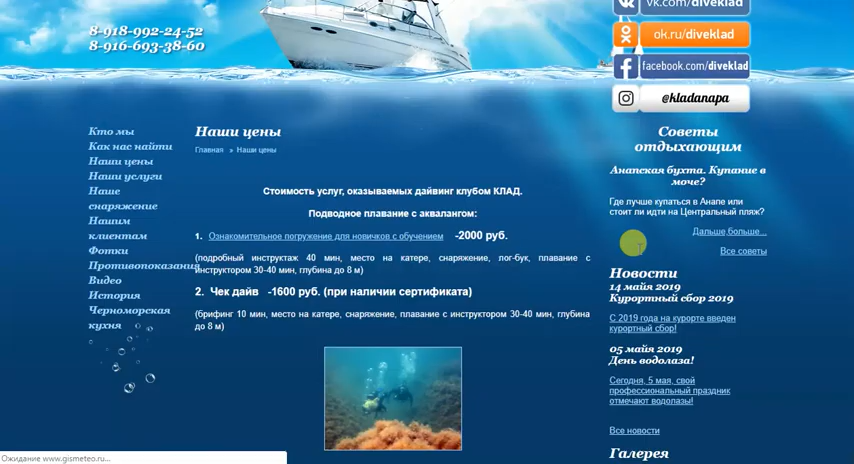 8-918-992-24-52
8-916-693-38-60
vk.com/diveklad
ok.ru/diveklad
facebook.com/diveklad
@kladanapa
Кто мы
Как нас найти
Наши цены
Наши услуги
Наше
снаряжение
Нашим
клиентам
Фотки
Противопоказания
Видео
История
Черноморская
кухня
Наши цены
Главная » Наши цены
Стоимость услуг, оказываемых дайвинг клубом КЛАД.
Подводное плавание с аквалангом:
1. Ознакомительное погружение для новичков с обучением -2000 руб.
(подробный инструктаж 40 мин, место на катере, снаряжение, лог-бук, плавание с
инструктором 30-40 мин, глубина до 8 м)
2. Чек дайв -1600 руб. (при наличии сертификата)
(брифинг 10 мин, место на катере, снаряжение, плавание с инструктором 30-40 мин, глубина
до 8 м)
Советы
отдыхающим
Анапская бухта. Купание в
моче?
Где лучше купаться в Анапе или
стоит ли идти на Центральный пляж?
Дальше,больше...
Все советы
Новости
14 майя 2019
Курортный сбор 2019
С 2019 года на курорте введен
курортный сбор!
05 майя 2019
День водолаза!
Сегодня, 5 мая, свой
профессиональный праздник
отмечают водолазы!
Все новости
Галерея
Ожидание www.gismeteo.ru...